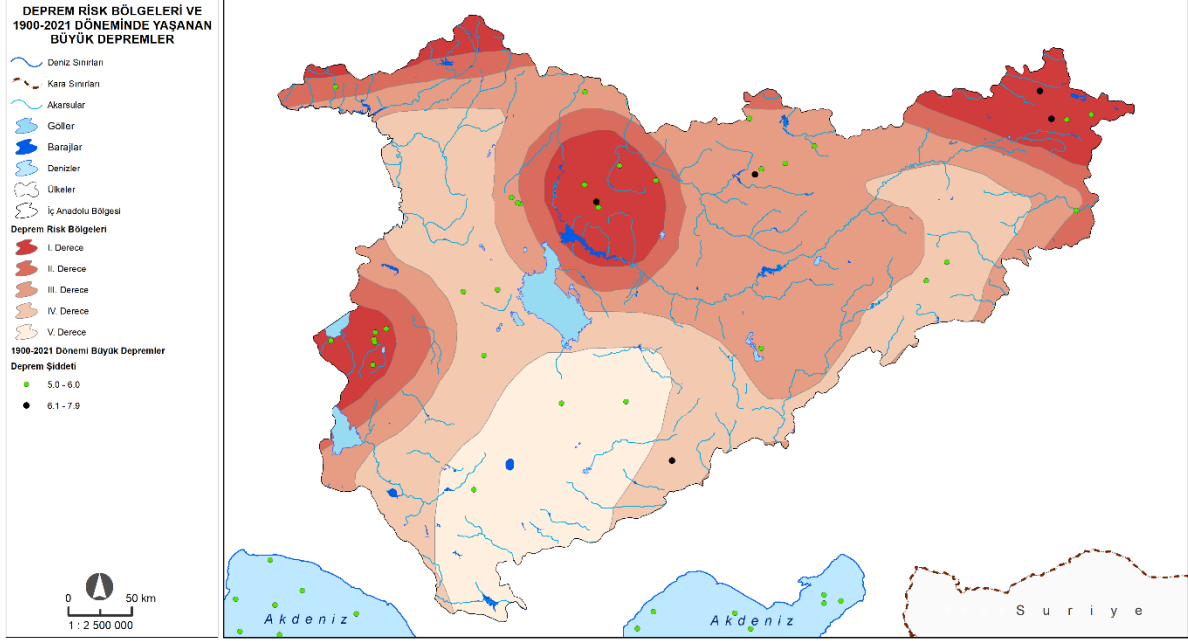 DEPREM RİSK BÖLGELERİ VE
1900-2021 DÖNEMİNDE YAŞANAN
BÜYÜK DEPREMLER
Deniz Sınırları
Kara Sınırları
Akarsular
Göller
Barajlar
Denizler
Ülkeler
İç Anadolu Bölgesi
Deprem Risk Bölgeleri
I. Derece
II. Derece
III. Derece
IV. Derece
V. Derece
1900-2021 Dönemi Büyük Depremler
Deprem Şiddeti
5.0 - 6.0
6.1 - 7.9
0 50 km
1 : 2 500 000
Akdeniz
Akdeniz
Suriye